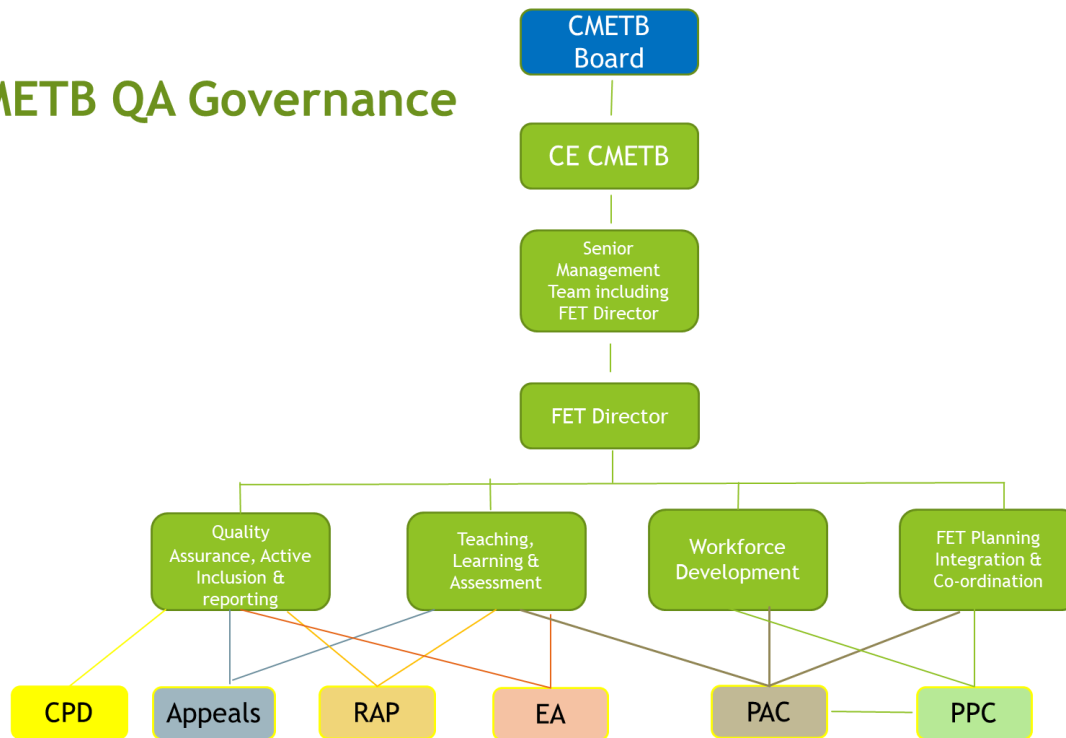 CMETB
Board
METB QA Governance
CE CMETB
Senior
Management
Team including
FET Director
FET Director
Quality
Assurance, Active
Inclusion &
reporting
Teaching,
Learning &
Assessment
Workforce
Development
FET Planning
Integration &
Co-ordination
CPD
Appeals
RAP
EA
PAC
PPC